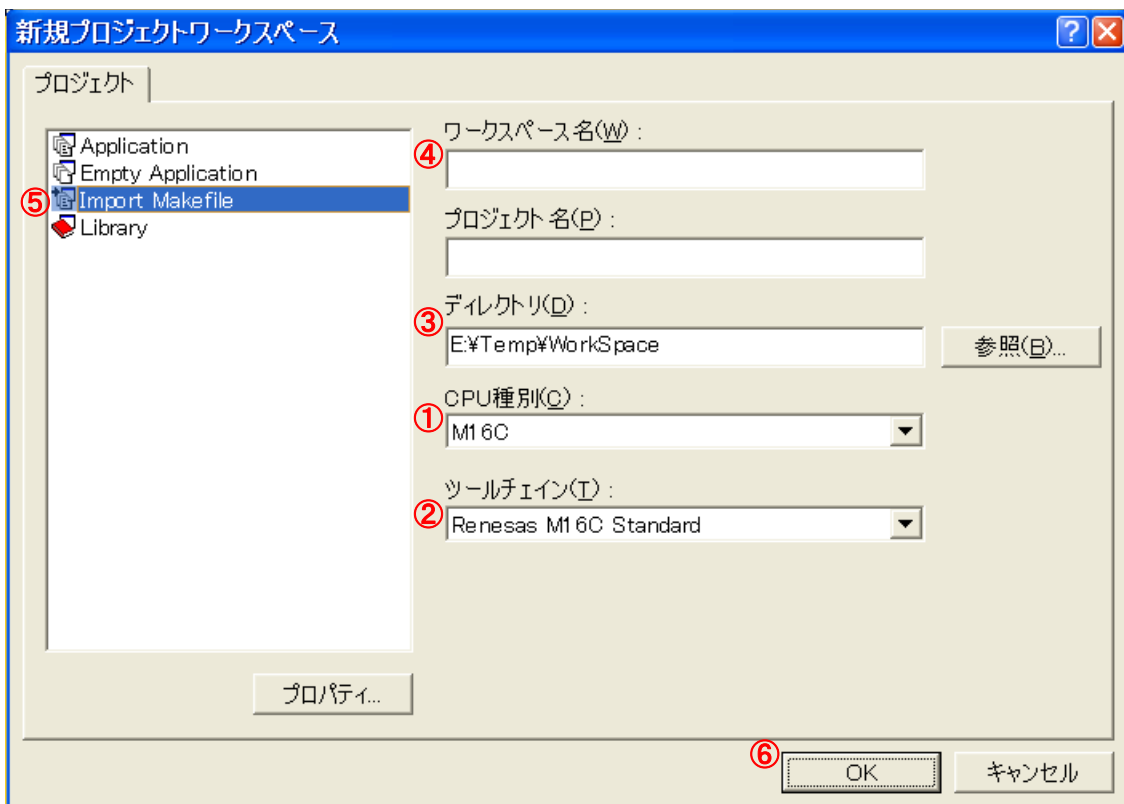 新規プロジェクトワークスペース
プロジェクト
Application
Empty Application
⑤ Import Makefile
Library
プロパティ...
ワークスペース名(W) :
④
プロジェクト名(P) :
ディレクトリ(D) :
③ E:¥Temp¥WorkSpace
参照(B)...
CPU種別(C) :
① M16C
ツールチェイン(T) :
② Renesas M16C Standard
⑥ OK
キャンセル